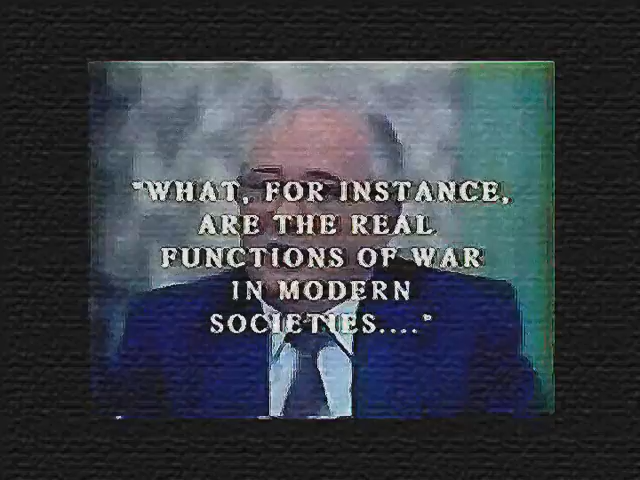 "WHAT, FOR INSTANCE,
ARE THE REAL
FUNCTIONS OF WAR
IN MODERN
SOCIETIES...."